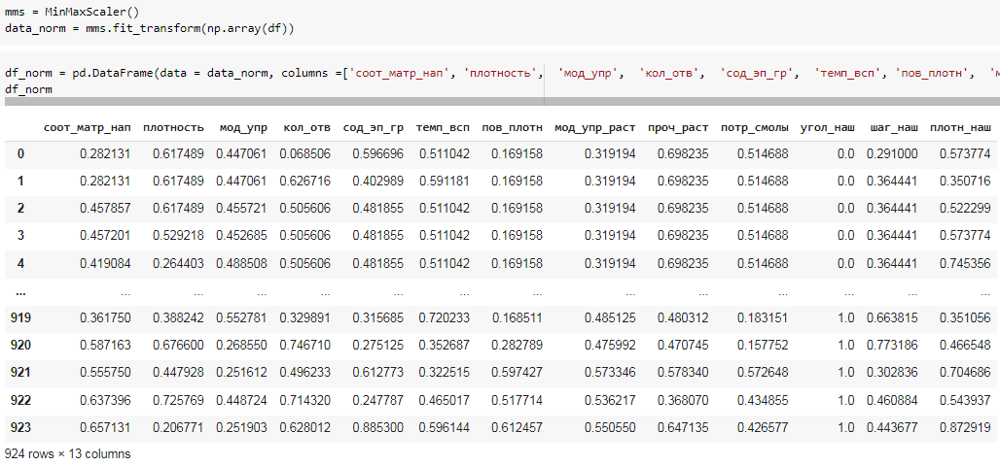 mms = MinMaxScaler()
data_norm = mms.fit_transform(np.array(df))
df_norm = pd.DataFrame(data = data_norm, columns =['соот_матр_нап', 'плотность', 'мод_упр', 'кол_отв', 'сод_эп_гр', 'темп_всп', 'пов_плотн', 'м
df_norm
соот_матр_нап плотность мод_упр кол_отв сод_эп_гр темп_всп пов_плотн мод_упр_раст проч_раст потр_смолы угол_наш шаг_наш плотн_наш
0 0.282131 0.617489 0.447061 0.068506 0.596696 0.511042 0.169158 0.319194 0.698235 0.514688 0.0 0.291000 0.573774
1 0.282131 0.617489 0.447061 0.626716 0.402989 0.591181 0.169158 0.319194 0.698235 0.514688 0.0 0.364441 0.350716
2 0.457857 0.617489 0.455721 0.505606 0.481855 0.511042 0.169158 0.319194 0.698235 0.514688 0.0 0.364441 0.522299
3 0.457201 0.529218 0.452685 0.505606 0.481855 0.511042 0.169158 0.319194 0.698235 0.514688 0.0 0.364441 0.573774
4 0.419084 0.264403 0.488508 0.505606 0.481855 0.511042 0.169158 0.319194 0.698235 0.514688 0.0 0.364441 0.745356
... ... ... ... ... ... ... ... ... ... ... ... ... ...
919 0.361750 0.388242 0.552781 0.329891 0.315685 0.720233 0.168511 0.485125 0.480312 0.183151 1.0 0.663815 0.351056
920 0.587163 0.676600 0.268550 0.746710 0.275125 0.352687 0.282789 0.475992 0.470745 0.157752 1.0 0.773186 0.466548
921 0.555750 0.447928 0.251612 0.496233 0.612773 0.322515 0.597427 0.573346 0.578340 0.572648 1.0 0.302836 0.704686
922 0.637396 0.725769 0.448724 0.714320 0.247787 0.465017 0.517714 0.536217 0.368070 0.434855 1.0 0.460884 0.543937
923 0.657131 0.206771 0.251903 0.628012 0.885300 0.596144 0.612457 0.550550 0.647135 0.426577 1.0 0.443677 0.872919
924 rows × 13 columns